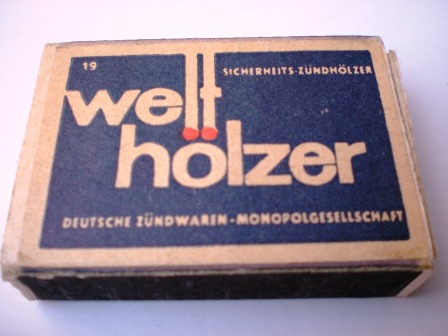 19 SICHERHEITS-ZÜNDHÖLZER
welt
hölzer
DEUTSCHE ZÜNDWAREN-MONOPOLGESELLSCHAFT